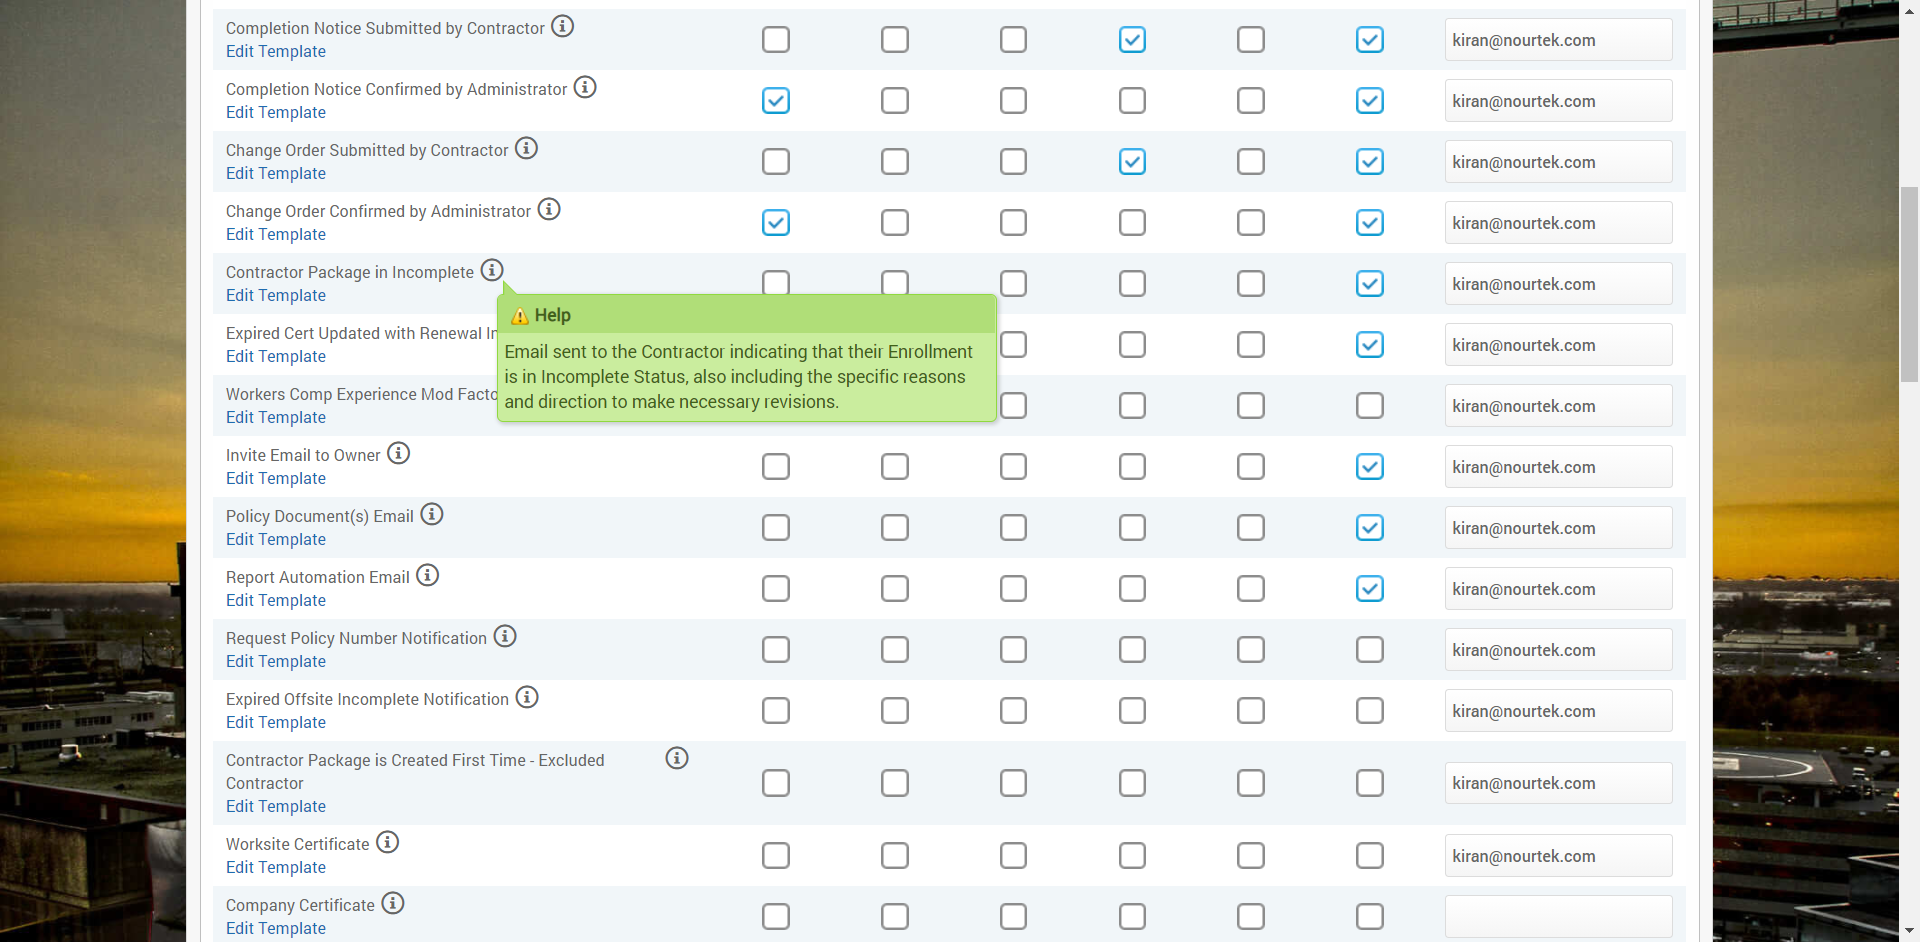 Completion Notice Submitted by Contractor
Edit Template
kiran@nourtek.com
Completion Notice Confirmed by Administrator
Edit Template
kiran@nourtek.com
Change Order Submitted by Contractor
Edit Template
kiran@nourtek.com
Change Order Confirmed by Administrator
Edit Template
kiran@nourtek.com
Contractor Package in Incomplete
Edit Template
kiran@nourtek.com
Help
Email sent to the Contractor indicating that their Enrollment
is in Incomplete Status, also including the specific reasons
and direction to make necessary revisions.
Expired Cert Updated with Renewal
Edit Template
kiran@nourtek.com
Workers Comp Experience Mod
Edit Template
kiran@nourtek.com
Invite Email to Owner
Edit Template
kiran@nourtek.com
Policy Document(s) Email
Edit Template
kiran@nourtek.com
Report Automation Email
Edit Template
kiran@nourtek.com
Request Policy Number Notification
Edit Template
kiran@nourtek.com
Expired Offsite Incomplete Notification
Edit Template
kiran@nourtek.com
Contractor Package is Created First Time - Excluded
Contractor
Edit Template
kiran@nourtek.com
Worksite Certificate
Edit Template
kiran@nourtek.com
Company Certificate
Edit Template